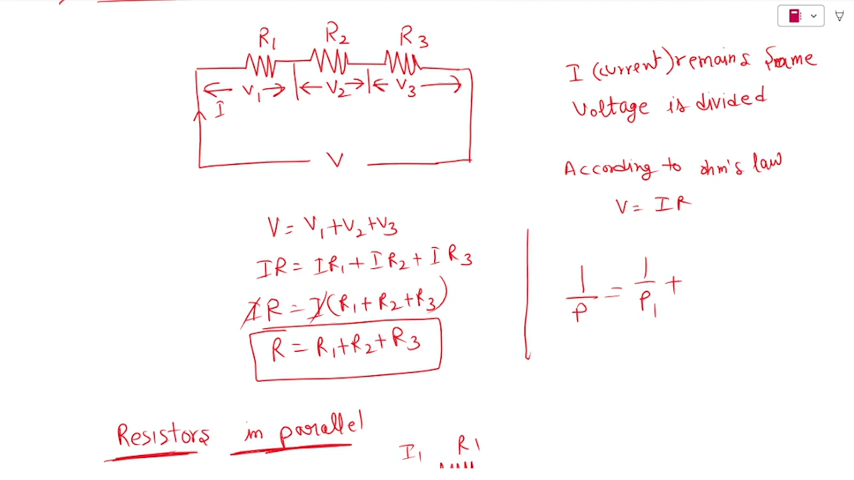 R1 R2 R3
V1 V2 V3
I
V
I (current) remains same
Voltage is divided
According to ohm's law
V = IR
V = V1 + V2 + V3
IR = IR1 + IR2 + IR3
IR = I(R1 + R2 + R3)
R = R1 + R2 + R3
1/P = 1/P1 +
Resistors in parallel
I1 R1